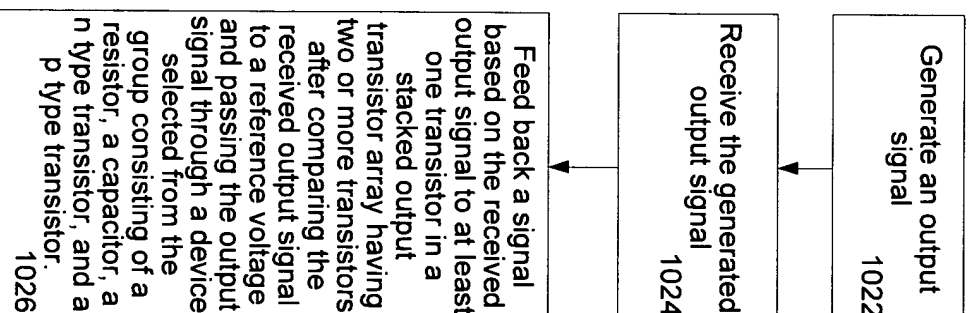 Generate an output
signal
1022
Receive the generated
output signal
1024
Feed back a signal
based on the received
output signal to at least
one transistor in a
stacked output
transistor array having
two or more transistors
after comparing the
received output signal
to a reference voltage
and passing the output
signal through a device
selected from the
group consisting of a
resistor, a capacitor, a
n type transistor, and a
p type transistor.
1026